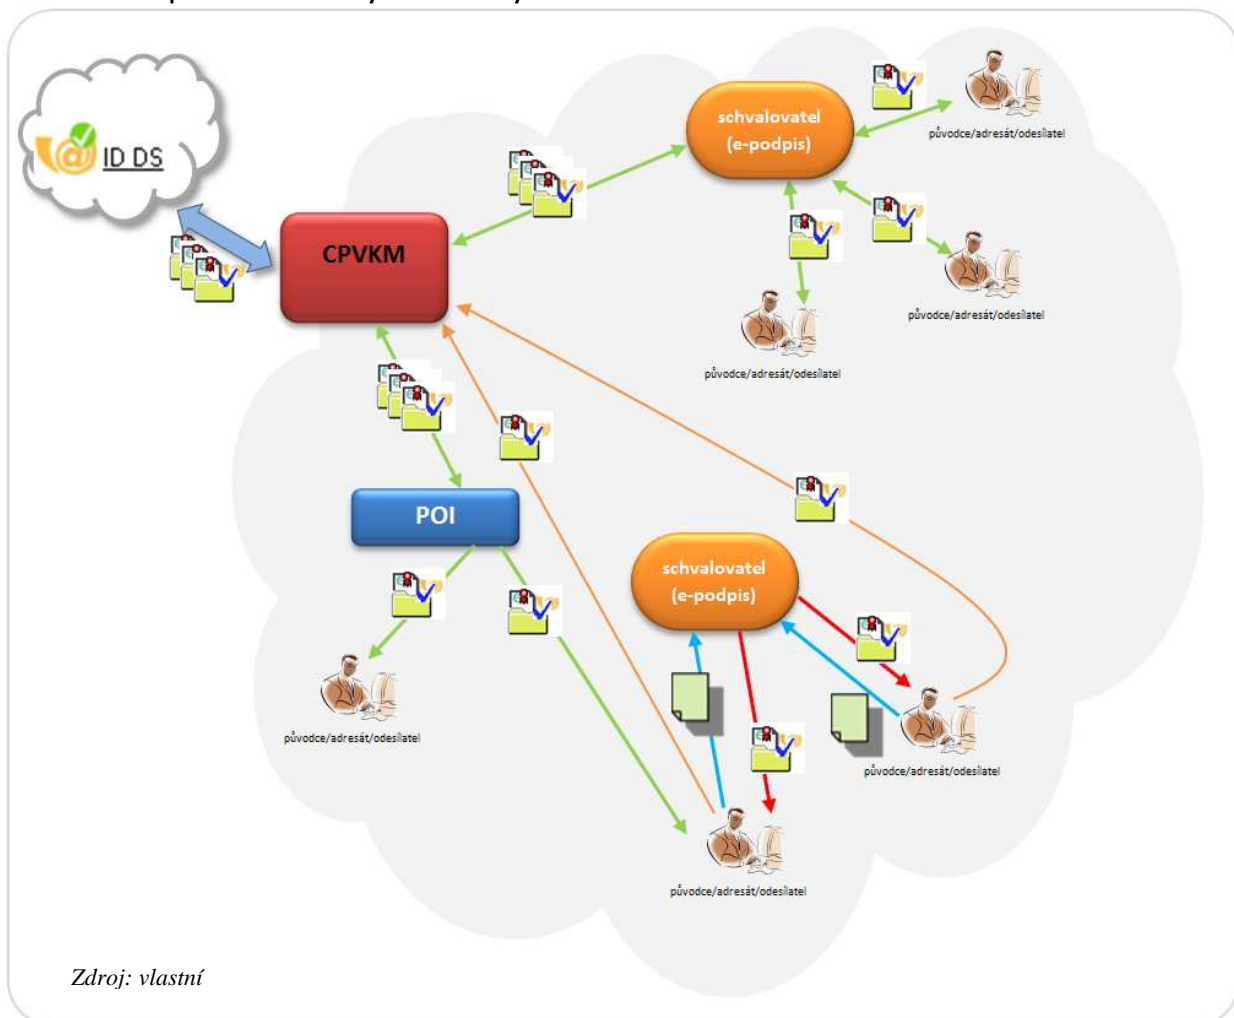 ID DS
schvalovatel
(e-podpis)
původce/adresát/odesílatel
CPVKM
původce/adresát/odesílatel
původce/adresát/odesílatel
POI
schvalovatel
(e-podpis)
původce/adresát/odesílatel
původce/adresát/odesílatel
původce/adresát/odesílatel
Zdroj: vlastní